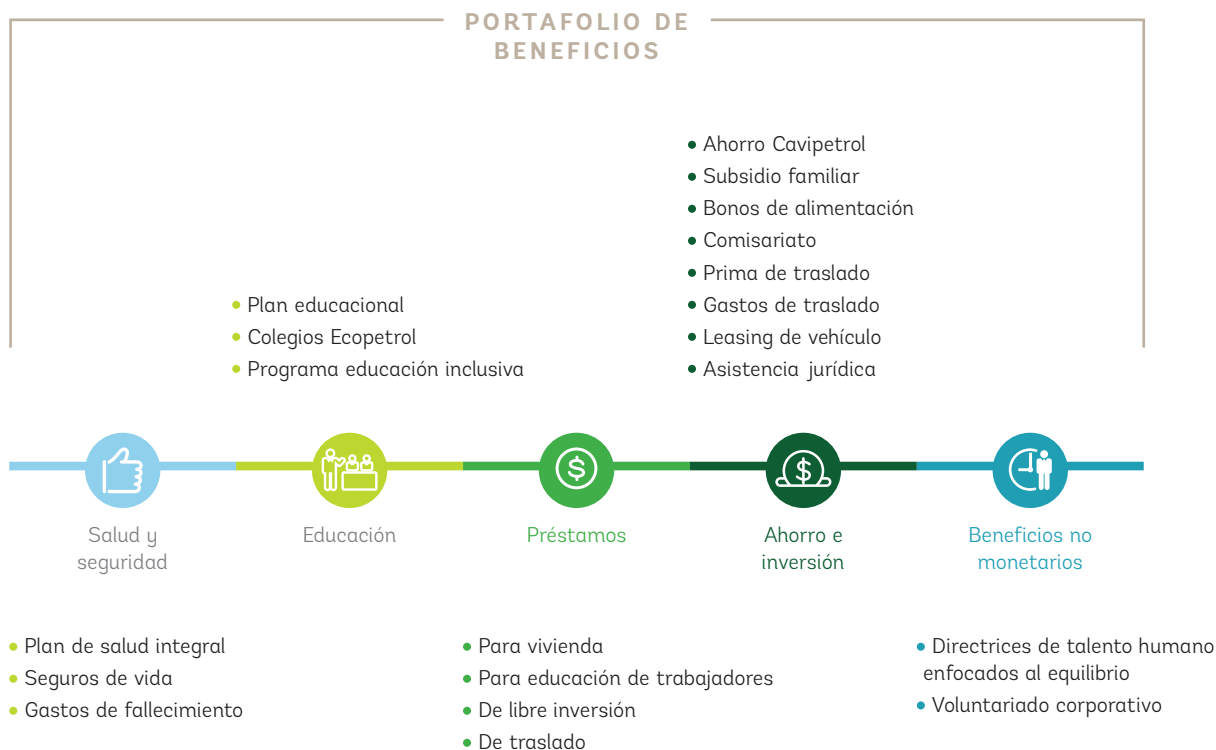 PORTAFOLIO DE
BENEFICIOS
• Ahorro Cavipetrol
• Subsidio familiar
• Bonos de alimentación
• Comisariato
• Prima de traslado
• Gastos de traslado
• Leasing de vehículo
• Asistencia jurídica
• Plan educacional
• Colegios Ecopetrol
• Programa educación inclusiva
Salud y
seguridad
Educación
Préstamos
Ahorro e
inversión
Beneficios no
monetarios
• Plan de salud integral
• Seguros de vida
• Gastos de fallecimiento
• Para vivienda
• Para educación de trabajadores
• De libre inversión
• De traslado
• Directrices de talento humano
enfocados al equilibrio
• Voluntariado corporativo